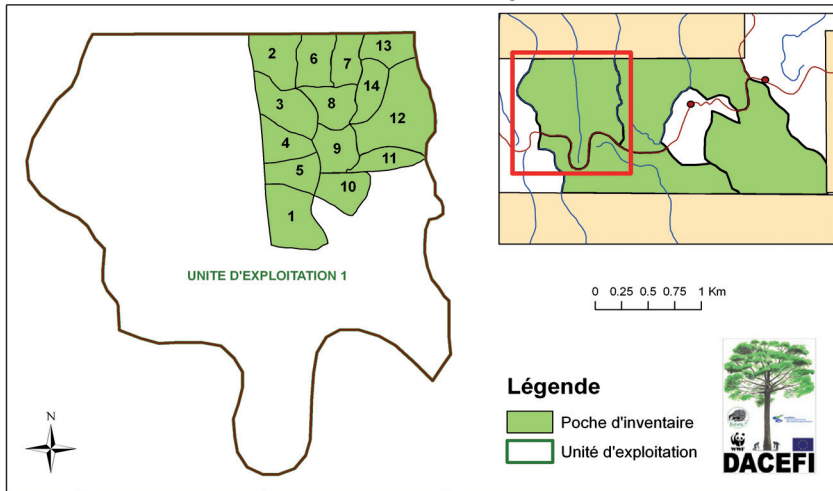 2
6
7
13
14
3
8
12
4
9
11
5
10
1
UNITE D'EXPLOITATION 1
N
0 0.25 0.5 0.75 1 Km
Légende
Poche d'inventaire
Unité d'exploitation
WWF
DACEFI